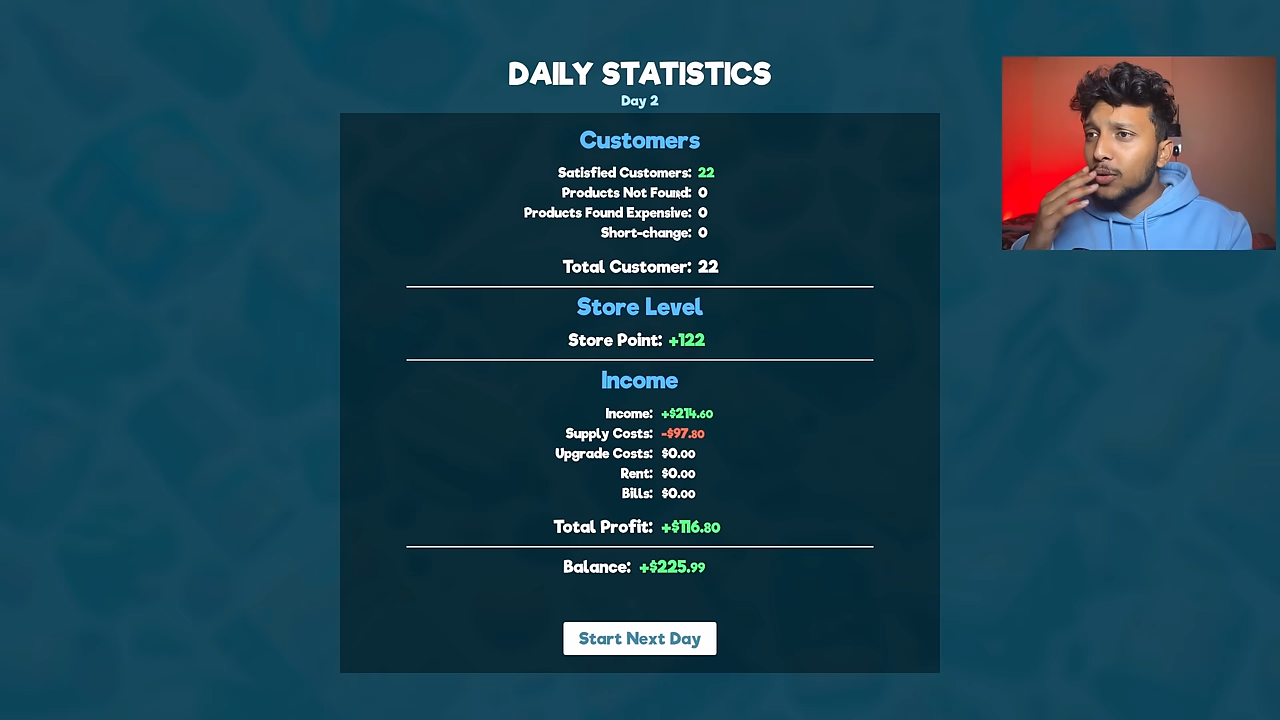 DAILY STATISTICS
Day 2
Customers
Satisfied Customers: 22
Products Not Found: 0
Products Found Expensive: 0
Short-change: 0
Total Customer: 22
Store Level
Store Point: +122
Income
Income: +$214.60
Supply Costs: -$97.80
Upgrade Costs: $0.00
Rent: $0.00
Bills: $0.00
Total Profit: +$116.80
Balance: +$225.99
Start Next Day